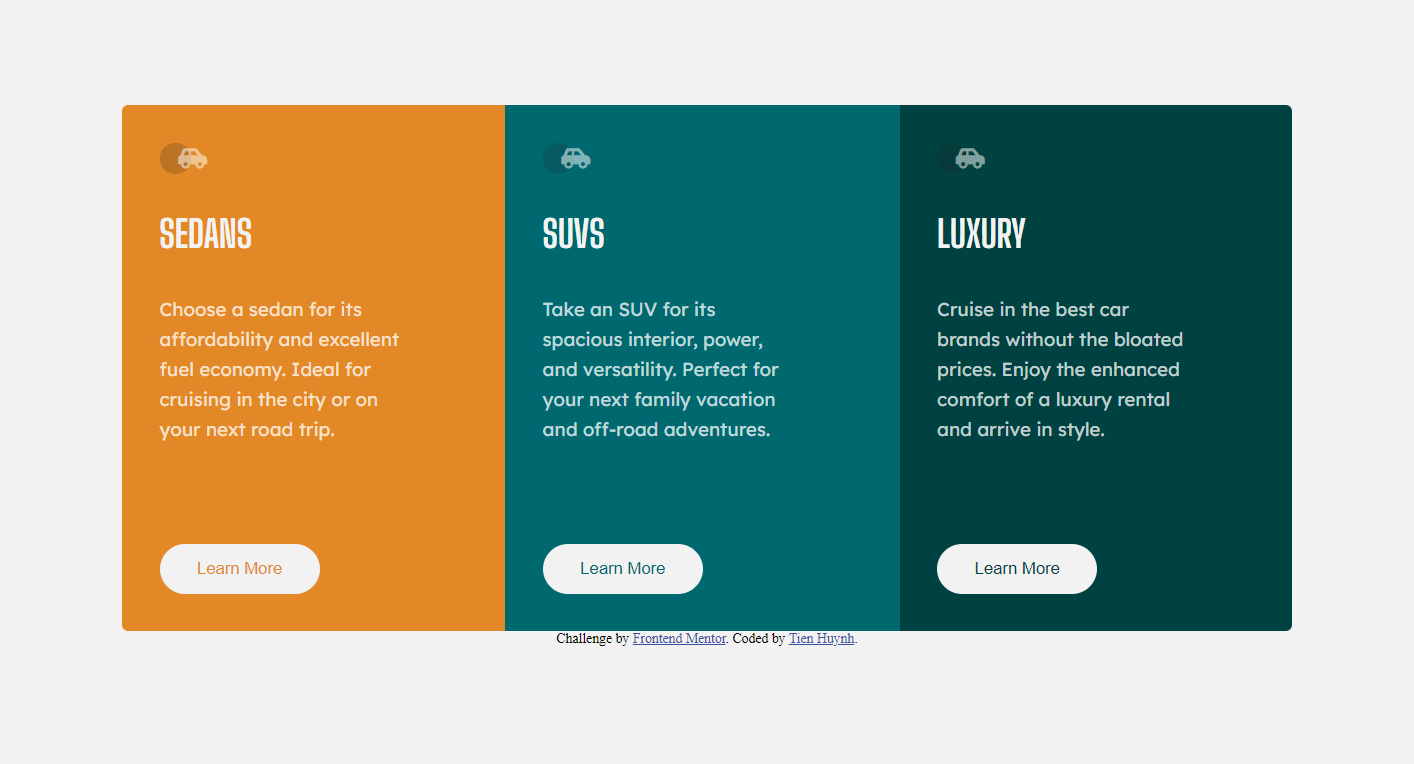 SEDANS
Choose a sedan for its
affordability and excellent
fuel economy. Ideal for
cruising in the city or on
your next road trip.
Learn More
SUVS
Take an SUV for its
spacious interior, power,
and versatility. Perfect for
your next family vacation
and off-road adventures.
Learn More
LUXURY
Cruise in the best car
brands without the bloated
prices. Enjoy the enhanced
comfort of a luxury rental
and arrive in style.
Learn More
Challenge by Frontend Mentor. Coded by Tien Huynh.